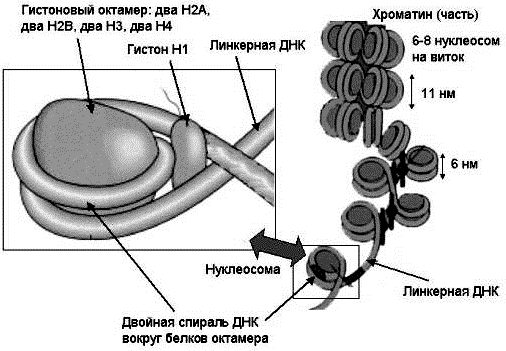 Гистоновый октамер: два H2A,
два H2B, два H3, два H4
Гистон H1
Линкерная ДНК
Хроматин (часть)
6-8 нуклеосом
на виток
11 нм
6 нм
Нуклеосома
Линкерная ДНК
Двойная спираль ДНК
вокруг белков октамера